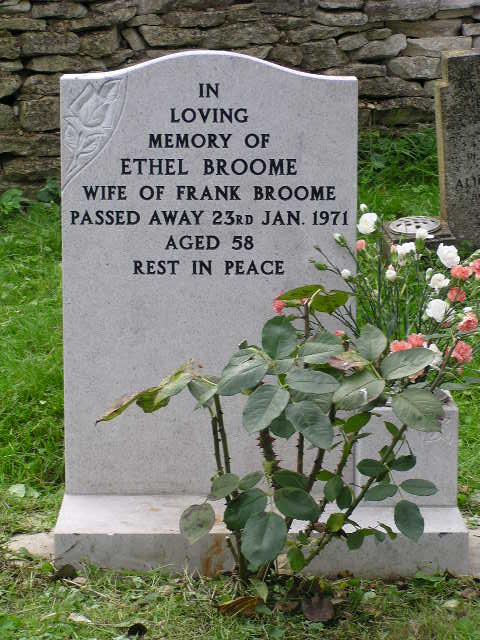 IN
LOVING
MEMORY OF
ETHEL BROOME
WIFE OF FRANK BROOME
PASSED AWAY 23RD JAN. 1971
AGED 58
REST IN PEACE